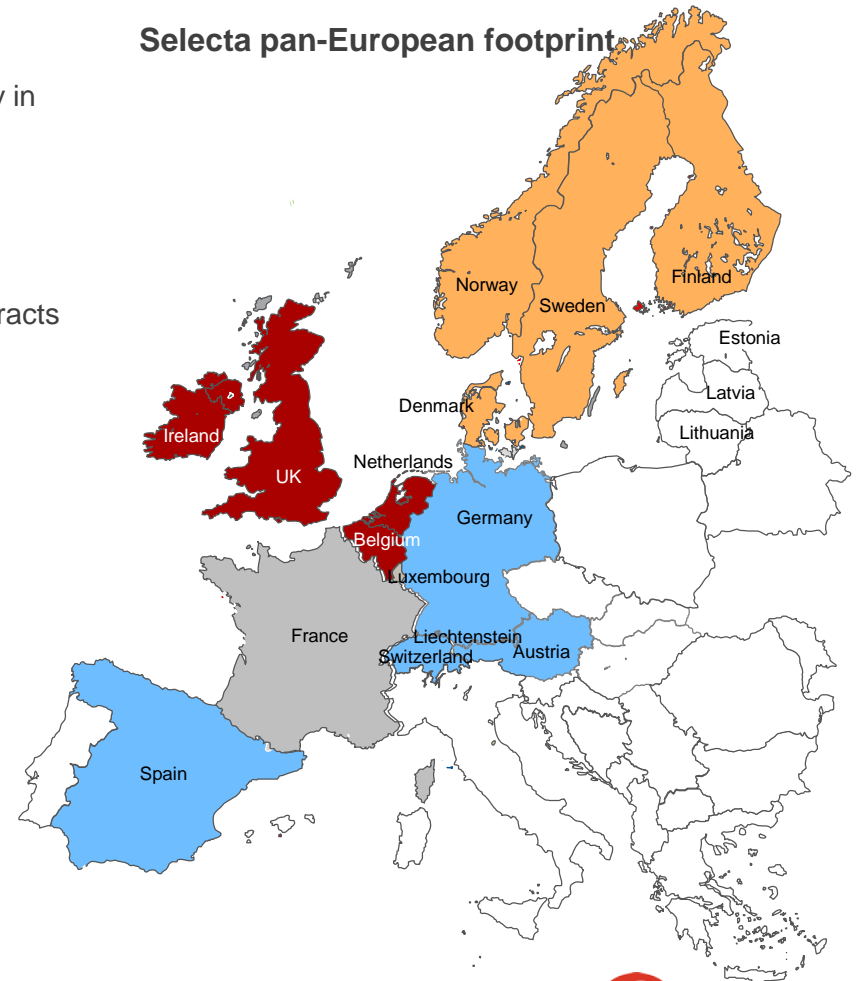 Selecta pan-European footprint
y in
racts
Norway
Finland
Sweden
Estonia
Latvia
Denmark
Lithuania
Ireland
Netherlands
UK
Germany
Belgium
Luxembourg
France
Liechtenstein
Switzerland
Austria
Spain